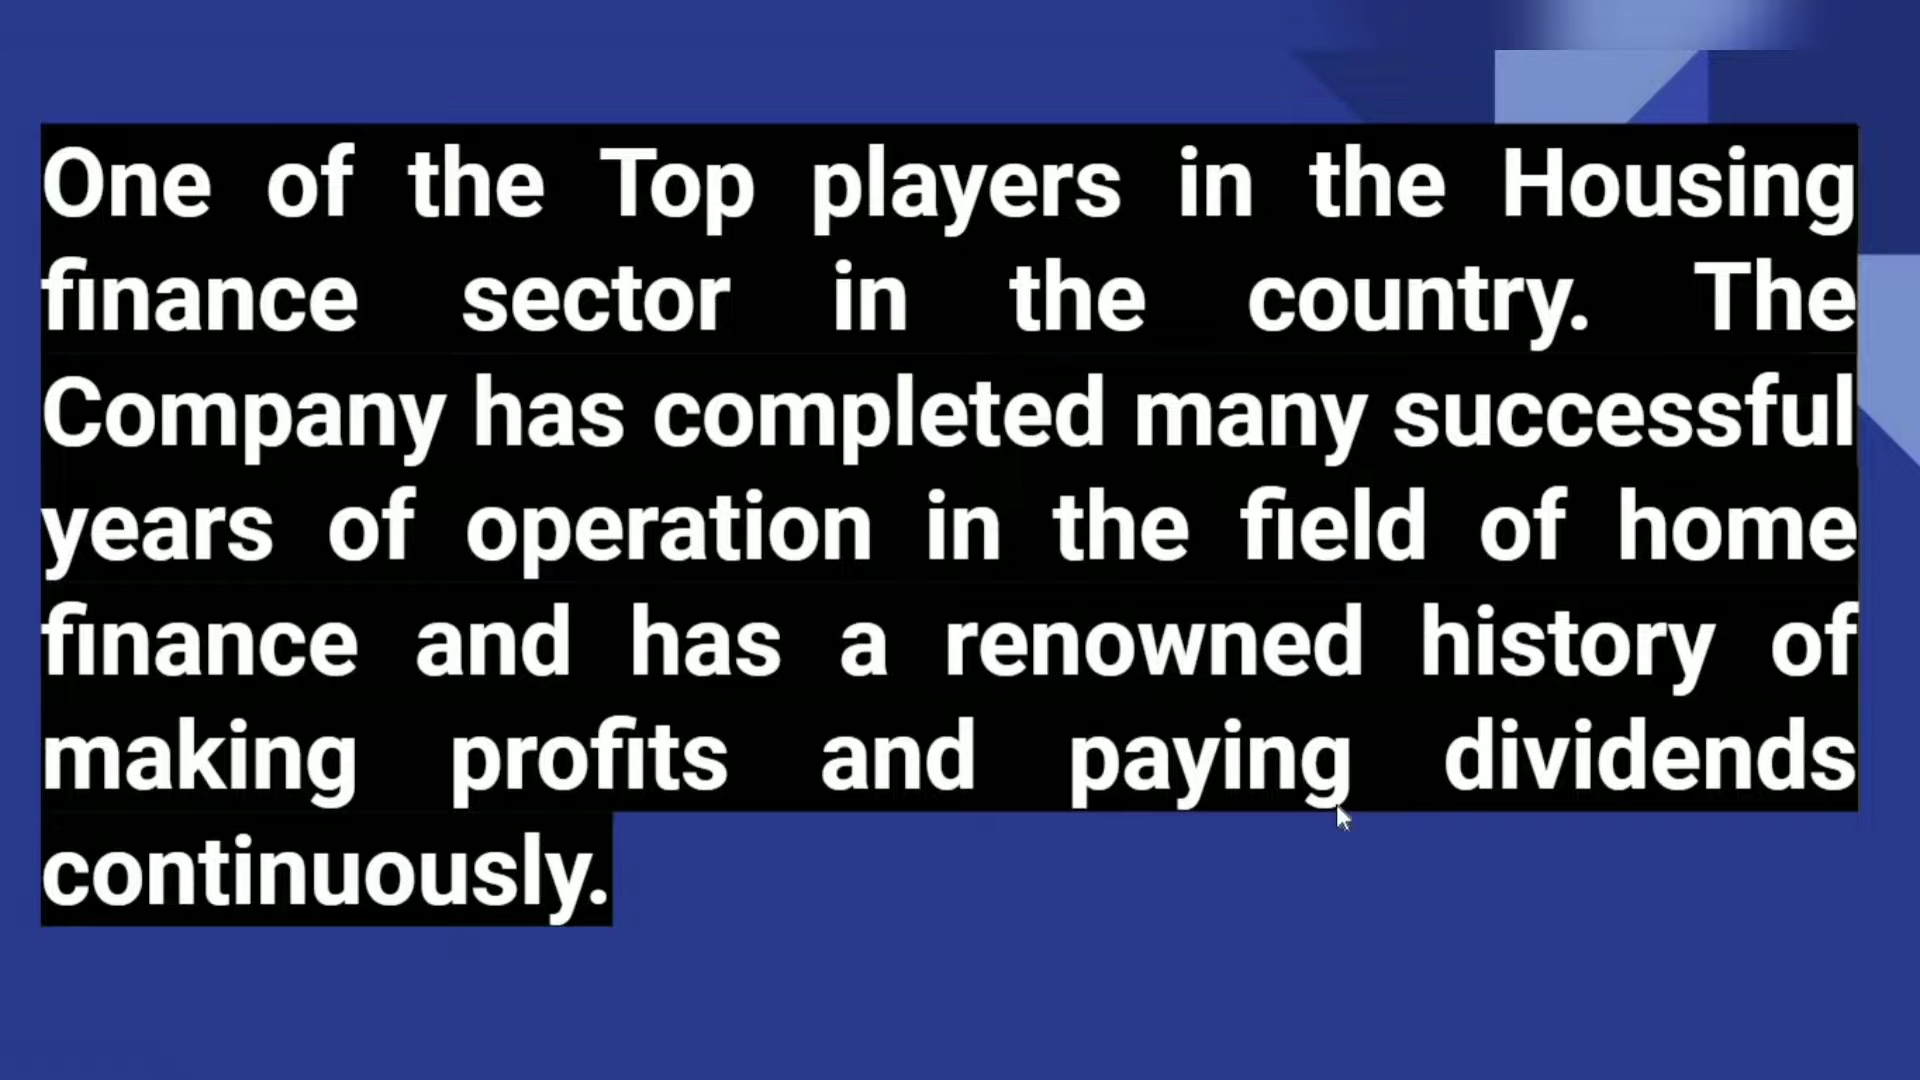 One of the Top players in the Housing
finance sector in the country. The
Company has completed many successful
years of operation in the field of home
finance and has a renowned history of
making profits and paying dividends
continuously.